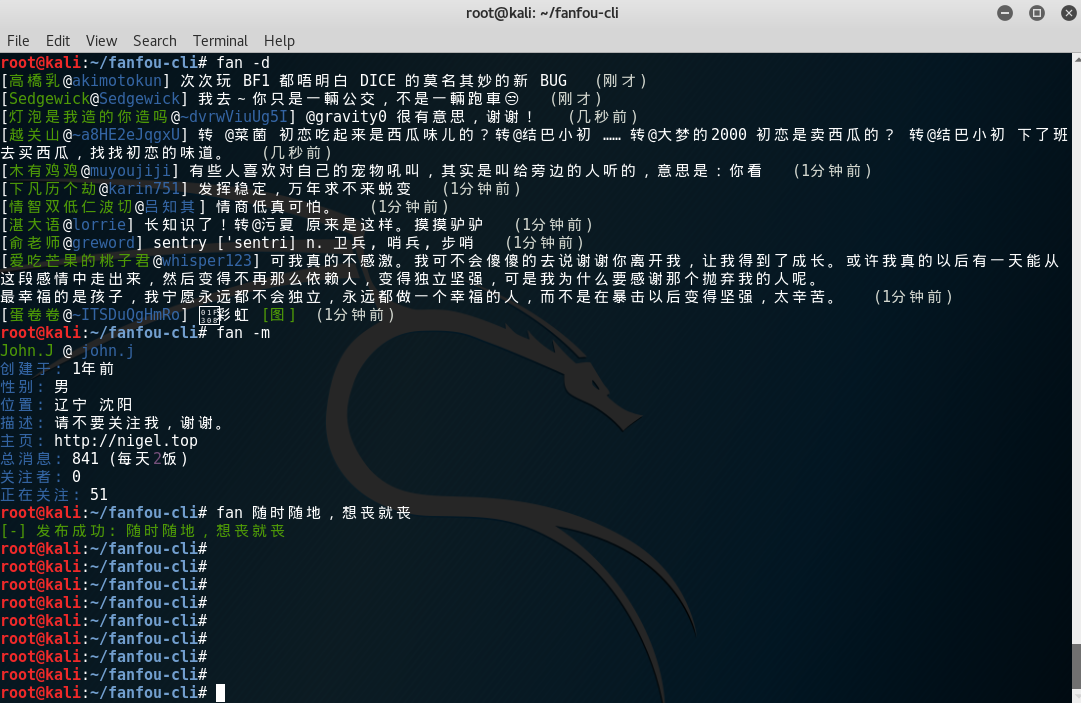 root@kali: ~/fanfou-cli
File Edit View Search Terminal Help
root@kali:~/fanfou-cli# fan -d
[高橋乳@akimotokun] 次次玩 BF1 都唔明白 DICE 的莫名其妙的新 BUG (刚才)
[Sedgewick@Sedgewick] 我去~你只是一輛公交，不是一輛跑車😒 (刚才)
[灯泡是我造的你造吗@~dvrwViuUg5I] @gravity0 很有意思，谢谢！ (几秒前)
[越关山@~a8HE2eJqgxU] 转 @菜菌 初恋吃起来是西瓜味儿的？转@结巴小初 …… 转@大梦的2000 初恋是卖西瓜的？ 转@结巴小初 下了班
去买西瓜，找找初恋的味道。 (几秒前)
[木有鸡鸡@muyoujiji] 有些人喜欢对自己的宠物吼叫，其实是叫给旁边的人听的，意思是：你看 (1分钟前)
[下凡历个劫@karin751] 发挥稳定，万年求不来蜕变 (1分钟前)
[情智双低仁波切@吕知其] 情商低真可怕。 (1分钟前)
[湛大语@lorrie] 长知识了！转@污夏 原来是这样。摸摸驴驴 (1分钟前)
[俞老师@greword] sentry ['sentri] n. 卫兵, 哨兵, 步哨 (1分钟前)
[爱吃芒果的桃子君@whisper123] 可我真的不感激。我可不会傻傻的去说谢谢你离开我，让我得到了成长。或许我真的以后有一天能从
这段感情中走出来，然后变得不再那么依赖人，变得独立坚强，可是我为什么要感谢那个抛弃我的人呢。
最幸福的是孩子，我宁愿永远都不会独立，永远都做一个幸福的人，而不是在暴击以后变得坚强，太辛苦。 (1分钟前)
[蛋卷卷@~ITSDuQgHmRo] 彩虹 [图] (1分钟前)
root@kali:~/fanfou-cli# fan -m
John.J @ john.j
创建于: 1年前
性别: 男
位置: 辽宁 沈阳
描述: 请不要关注我，谢谢。
主页: http://nigel.top
总消息: 841 (每天2饭)
关注者: 0
正在关注: 51
root@kali:~/fanfou-cli# fan 随时随地，想丧就丧
[-] 发布成功: 随时随地，想丧就丧
root@kali:~/fanfou-cli#
root@kali:~/fanfou-cli#
root@kali:~/fanfou-cli#
root@kali:~/fanfou-cli#
root@kali:~/fanfou-cli#
root@kali:~/fanfou-cli#
root@kali:~/fanfou-cli#
root@kali:~/fanfou-cli#
root@kali:~/fanfou-cli#